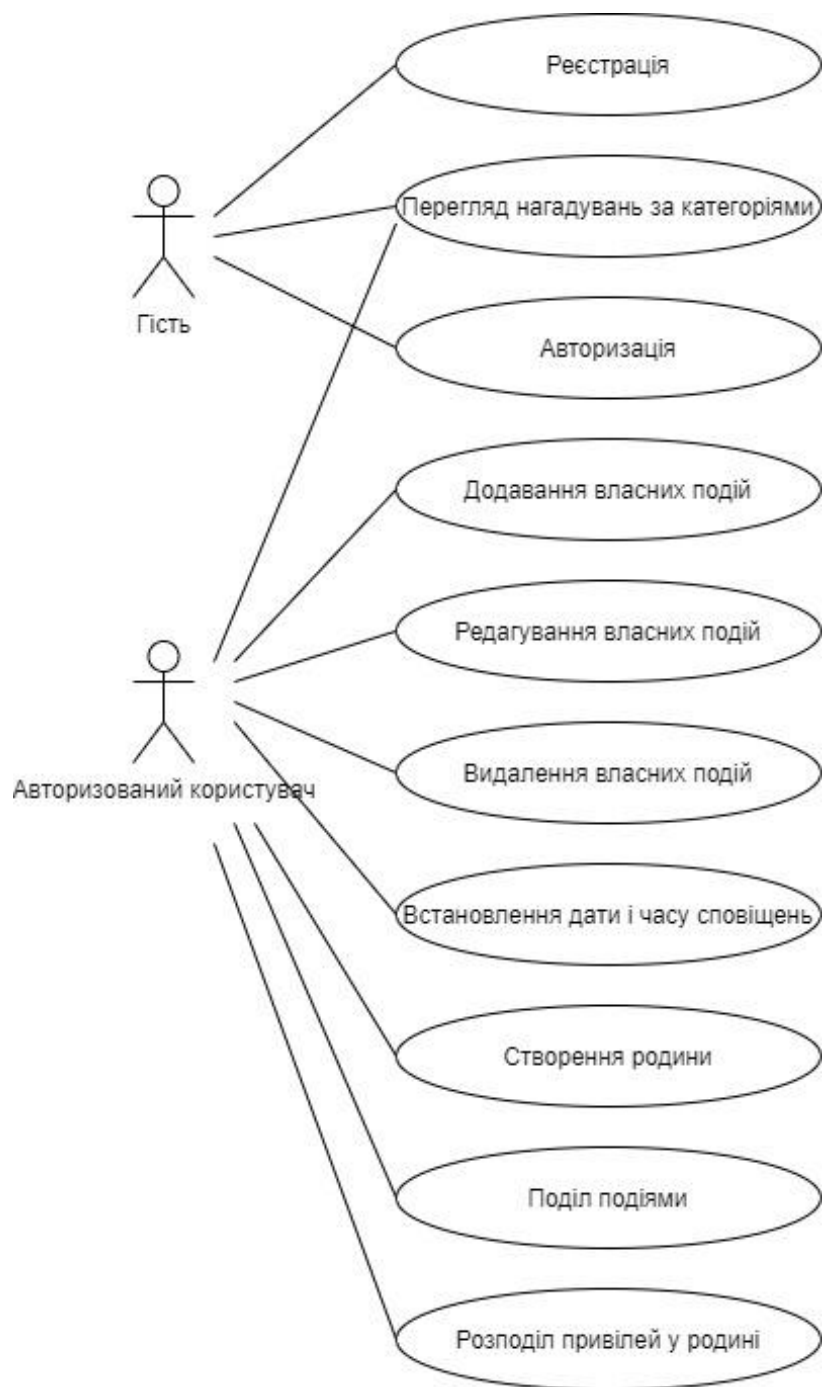 Реєстрація
Перегляд нагадувань за категоріями
Гість
Авторизація
Додавання власних подій
Редагування власних подій
Видалення власних подій
Авторизований користувач
Встановлення дати і часу сповіщень
Створення родини
Поділ подіями
Розподіл привілей у родині